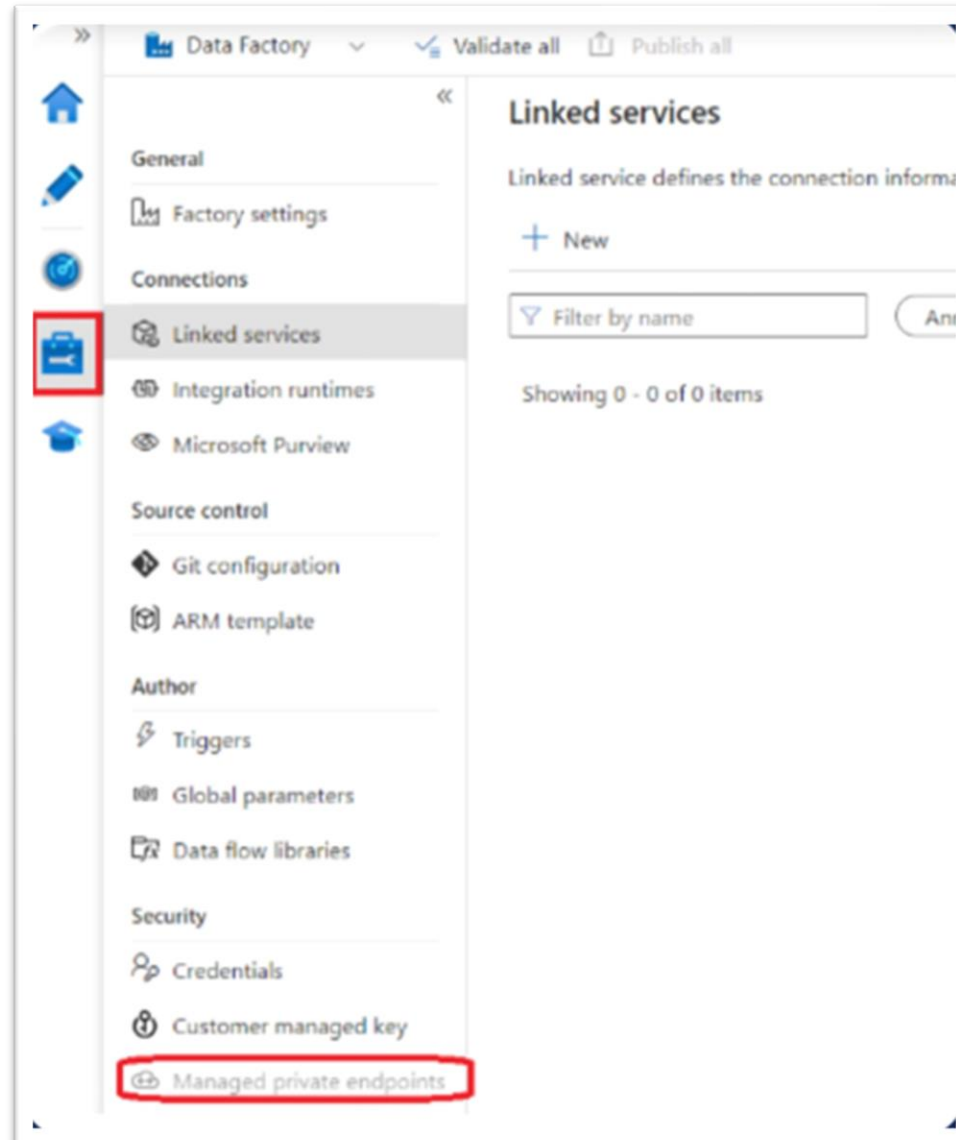 Data Factory
Validate all
Publish all
General
Factory settings
Connections
Linked services
Integration runtimes
Microsoft Purview
Source control
Git configuration
ARM template
Author
Triggers
Global parameters
Data flow libraries
Security
Credentials
Customer managed key
Managed private endpoints
Linked services
Linked service defines the connection informa
New
Filter by name
Ann
Showing 0 - 0 of 0 items